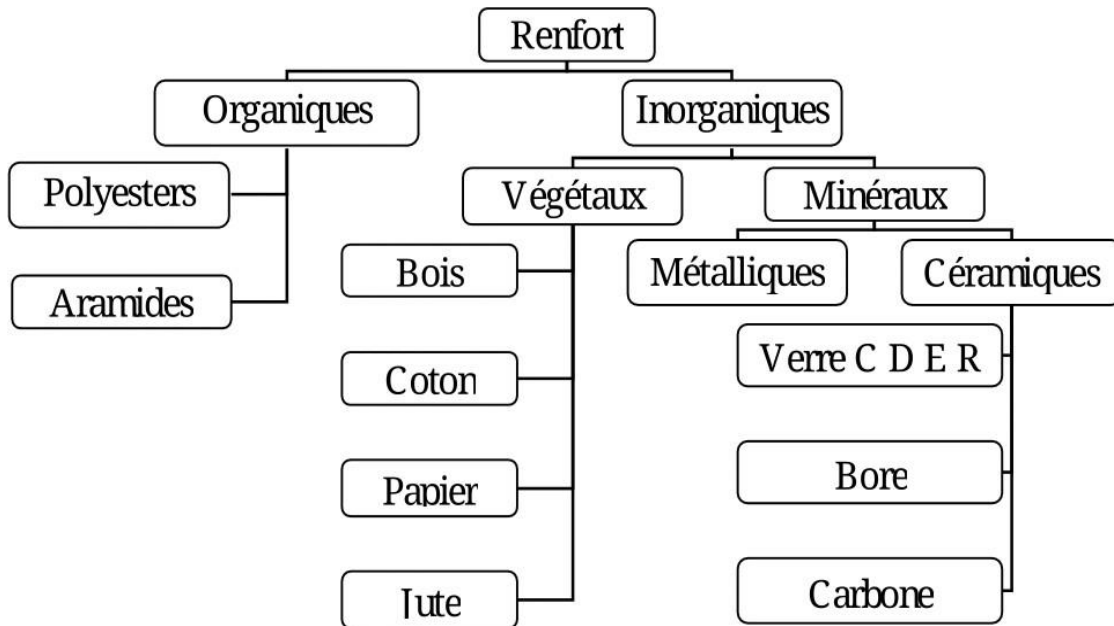 Renfort
Organiques
Inorganiques
Polyesters
Aramides
Végétaux
Minéraux
Bois
Coton
Papier
Jute
Métalliques
Céramiques
Verre C D E R
Bore
Carbone